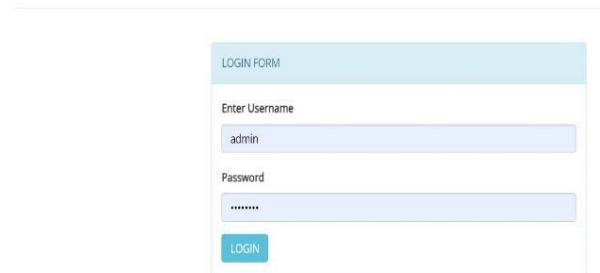 LOGIN FORM
Enter Username
admin
Password
••••••••
LOGIN